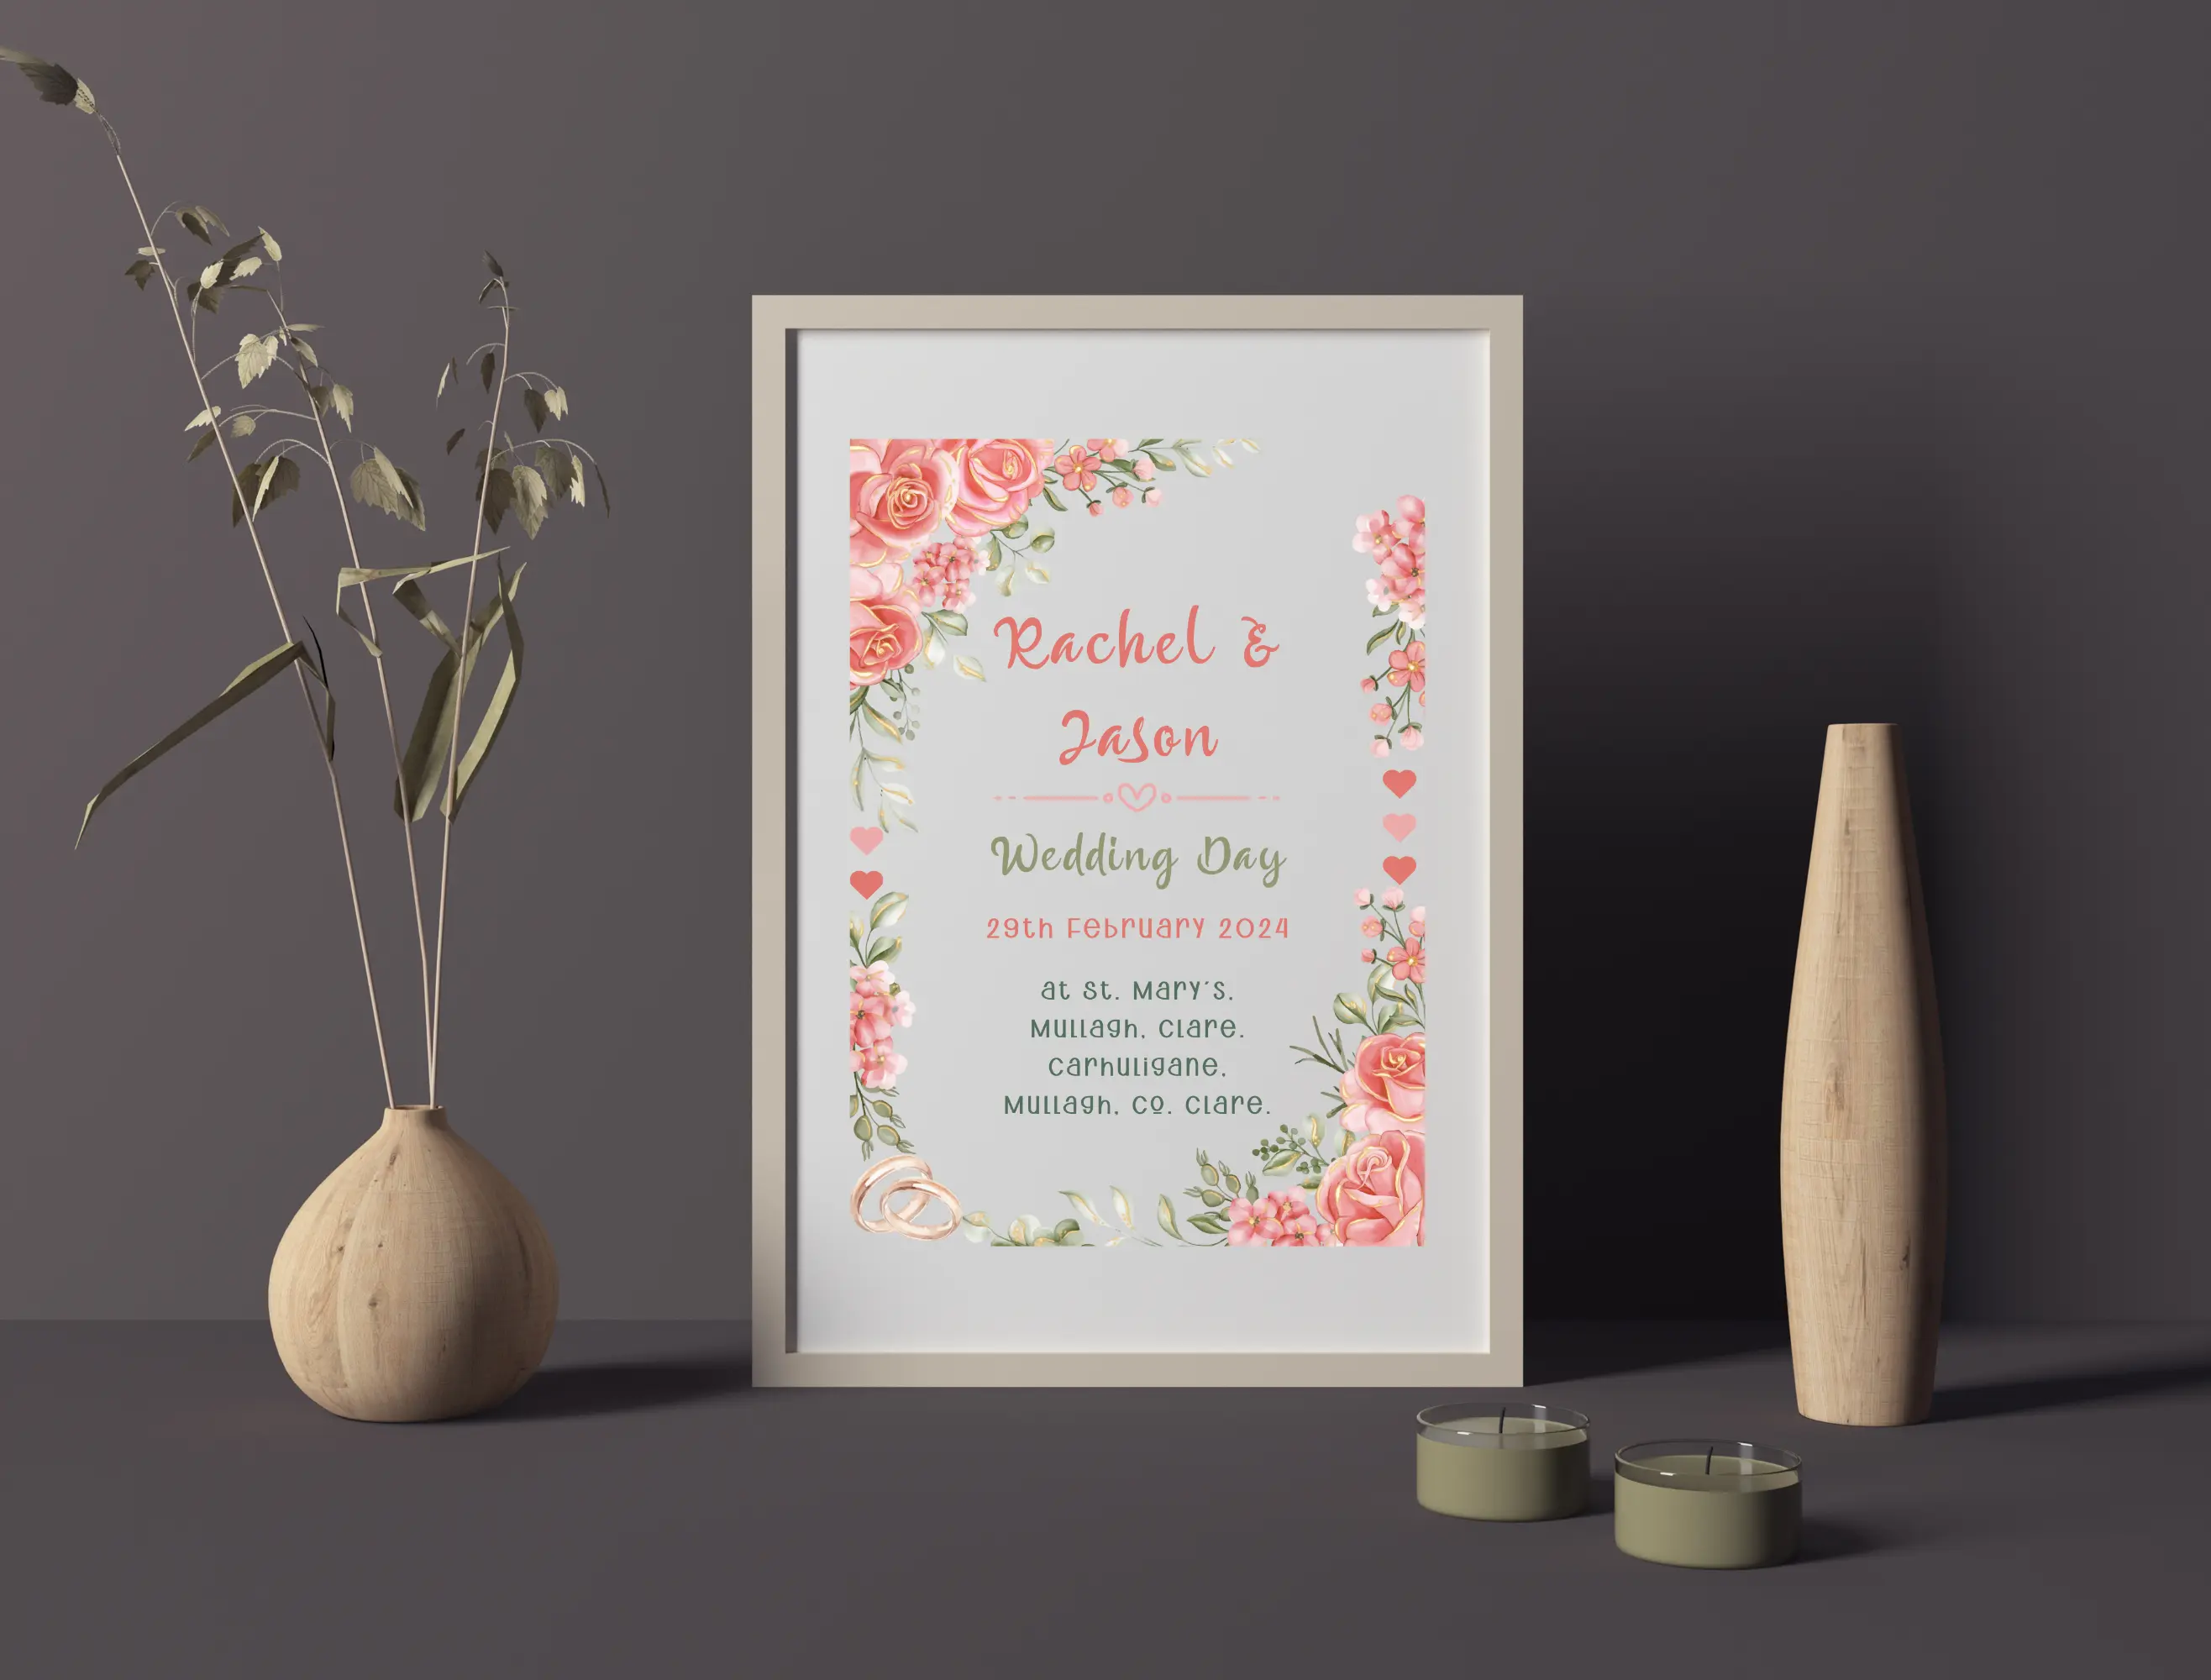 Rachel &
Jason
Wedding Day
29th February 2024
at St. Mary's,
Mullagh, Clare.
Carhuligane,
Mullagh, Co. Clare.